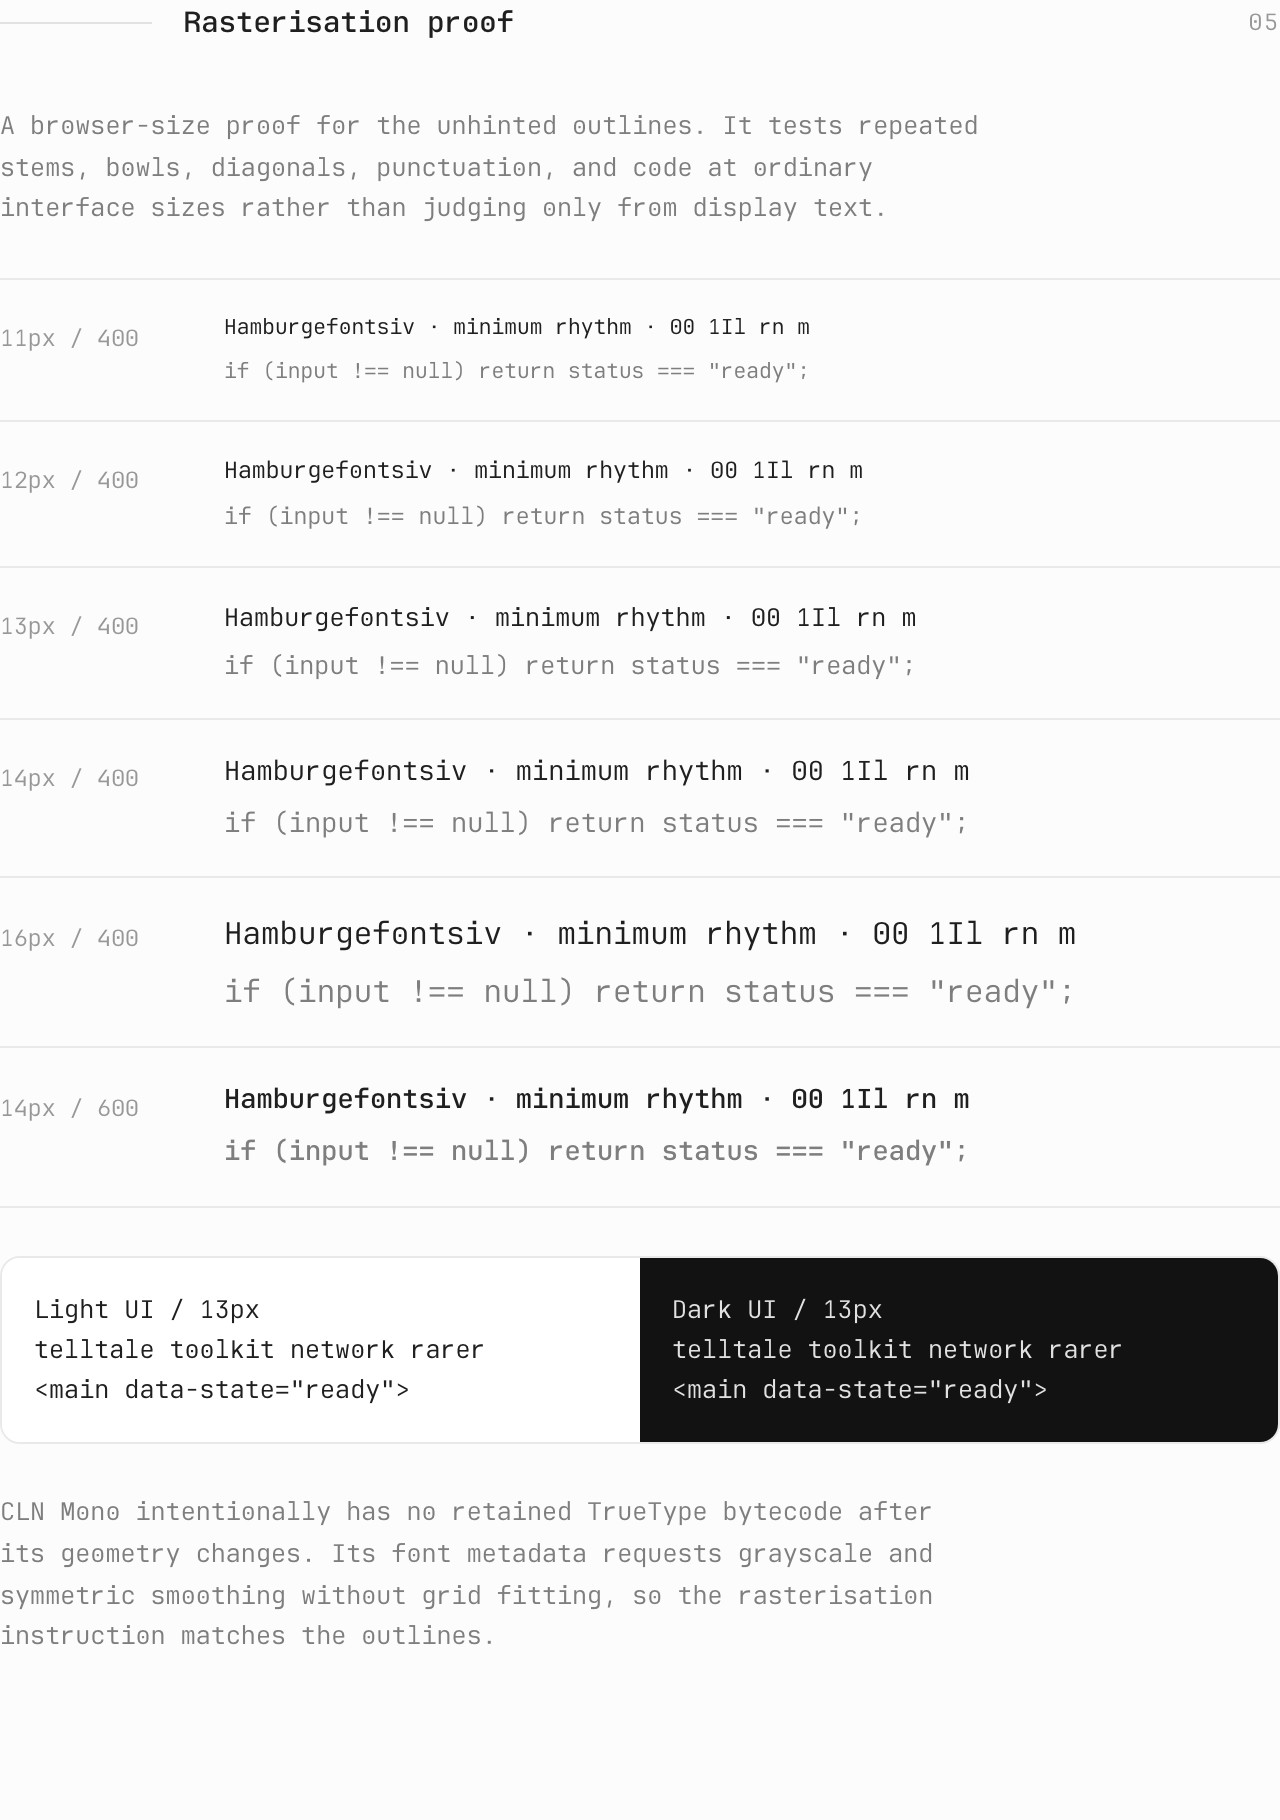 Rasterisation proof
05
A browser-size proof for the unhinted outlines. It tests repeated
stems, bowls, diagonals, punctuation, and code at ordinary
interface sizes rather than judging only from display text.
11px / 400
Hamburgefontsiv · minimum rhythm · 00 1Il rn m
if (input !== null) return status === "ready";
12px / 400
Hamburgefontsiv · minimum rhythm · 00 1Il rn m
if (input !== null) return status === "ready";
13px / 400
Hamburgefontsiv · minimum rhythm · 00 1Il rn m
if (input !== null) return status === "ready";
14px / 400
Hamburgefontsiv · minimum rhythm · 00 1Il rn m
if (input !== null) return status === "ready";
16px / 400
Hamburgefontsiv · minimum rhythm · 00 1Il rn m
if (input !== null) return status === "ready";
14px / 600
Hamburgefontsiv · minimum rhythm · 00 1Il rn m
if (input !== null) return status === "ready";
Light UI / 13px
telltale toolkit network rarer
<main data-state="ready">
Dark UI / 13px
telltale toolkit network rarer
<main data-state="ready">
CLN Mono intentionally has no retained TrueType bytecode after
its geometry changes. Its font metadata requests grayscale and
symmetric smoothing without grid fitting, so the rasterisation
instruction matches the outlines.